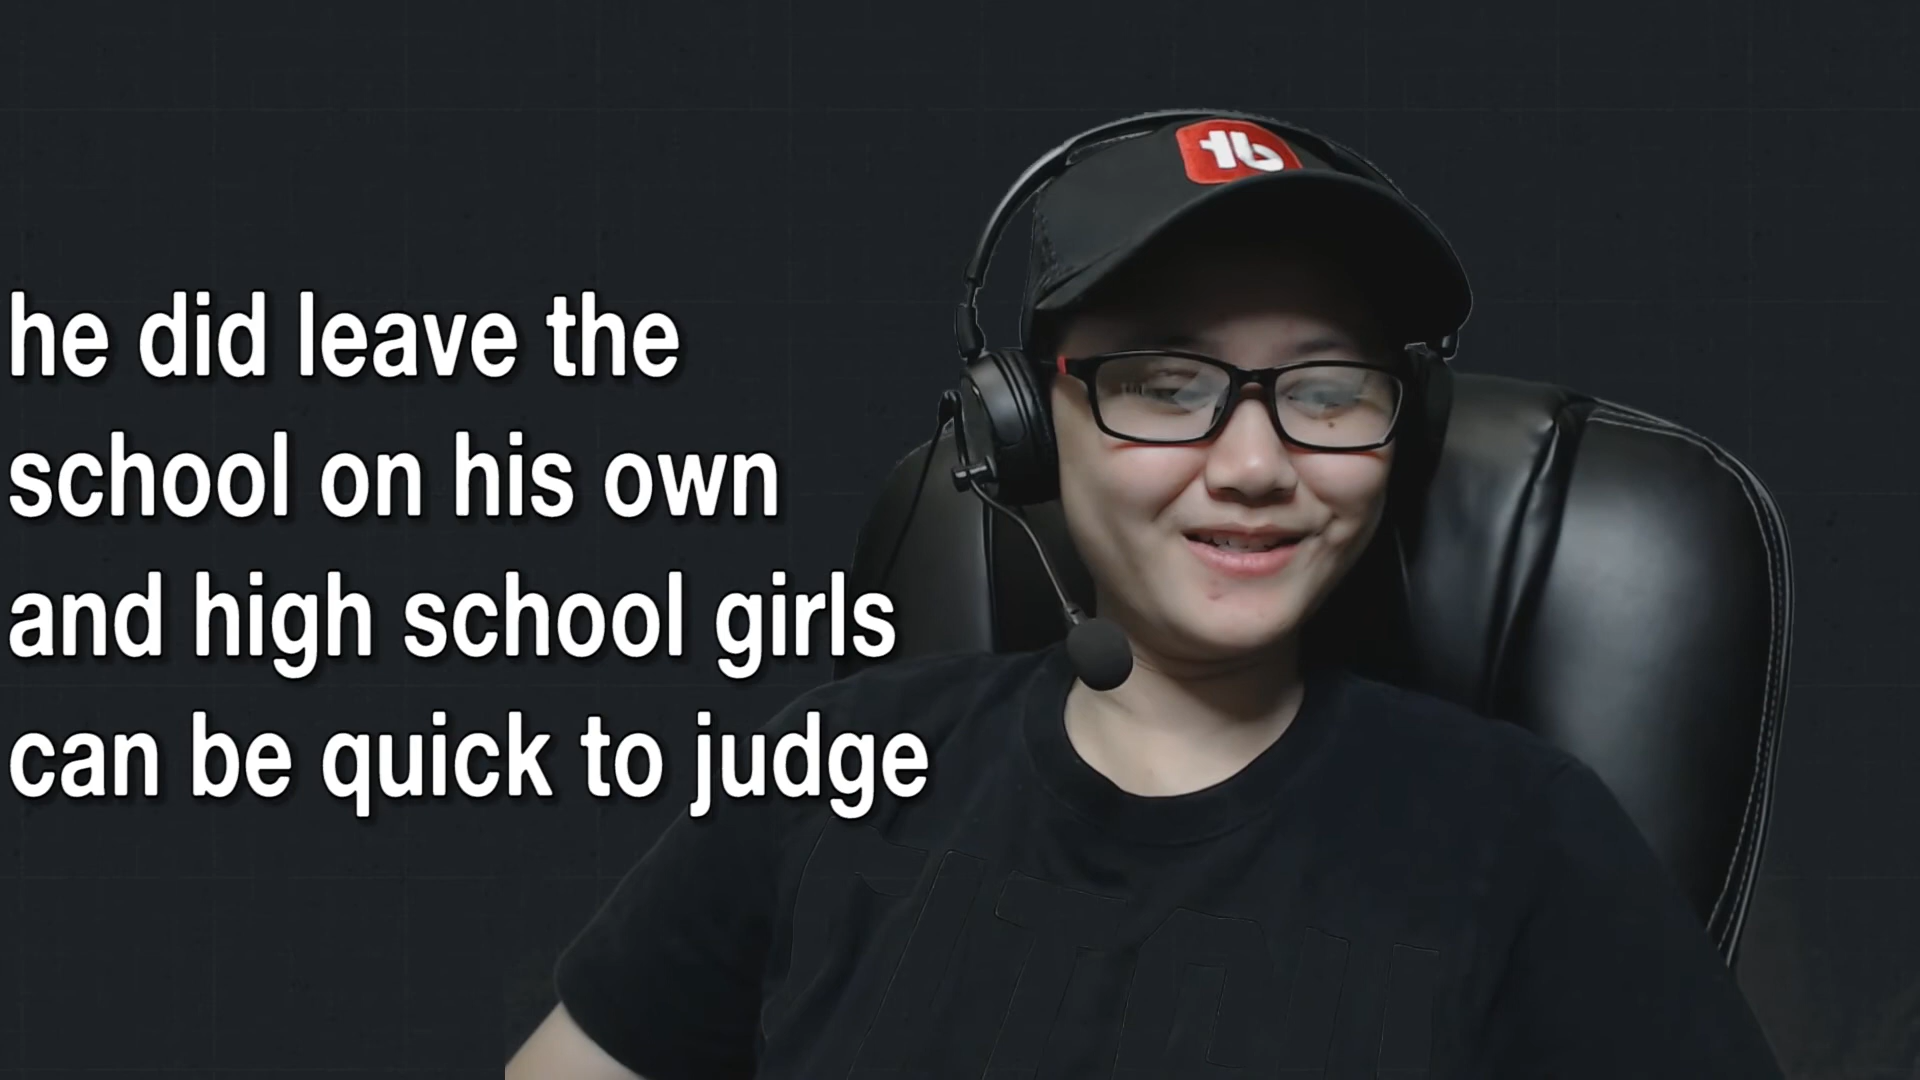 he did leave the
school on his own
and high school girls
can be quick to judge